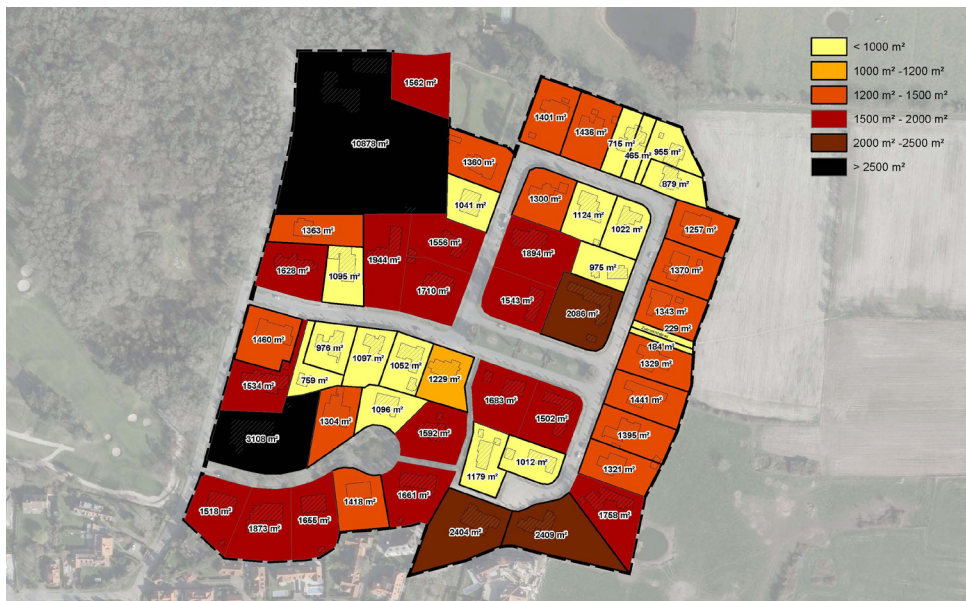 < 1000 m²
1000 m² -1200 m²
1200 m² - 1500 m²
1500 m² - 2000 m²
2000 m² -2500 m²
> 2500 m²
1562 m²
10878 m²
1401 m²
1436 m²
715 m²
465 m²
955 m²
879 m²
1360 m²
1041 m²
1300 m²
1124 m²
1022 m²
1257 m²
1363 m²
1556 m²
1944 m²
1894 m²
975 m²
1370 m²
1628 m²
1095 m²
1710 m²
1543 m²
2086 m²
1343 m²
229 m²
184 m²
1460 m²
976 m²
1097 m²
1052 m²
1229 m²
1329 m²
1534 m²
759 m²
1304 m²
1096 m²
1683 m²
1502 m²
1441 m²
3108 m²
1592 m²
1395 m²
1012 m²
1179 m²
1321 m²
1518 m²
1873 m²
1655 m²
1418 m²
1661 m²
1758 m²
2404 m²
2409 m²